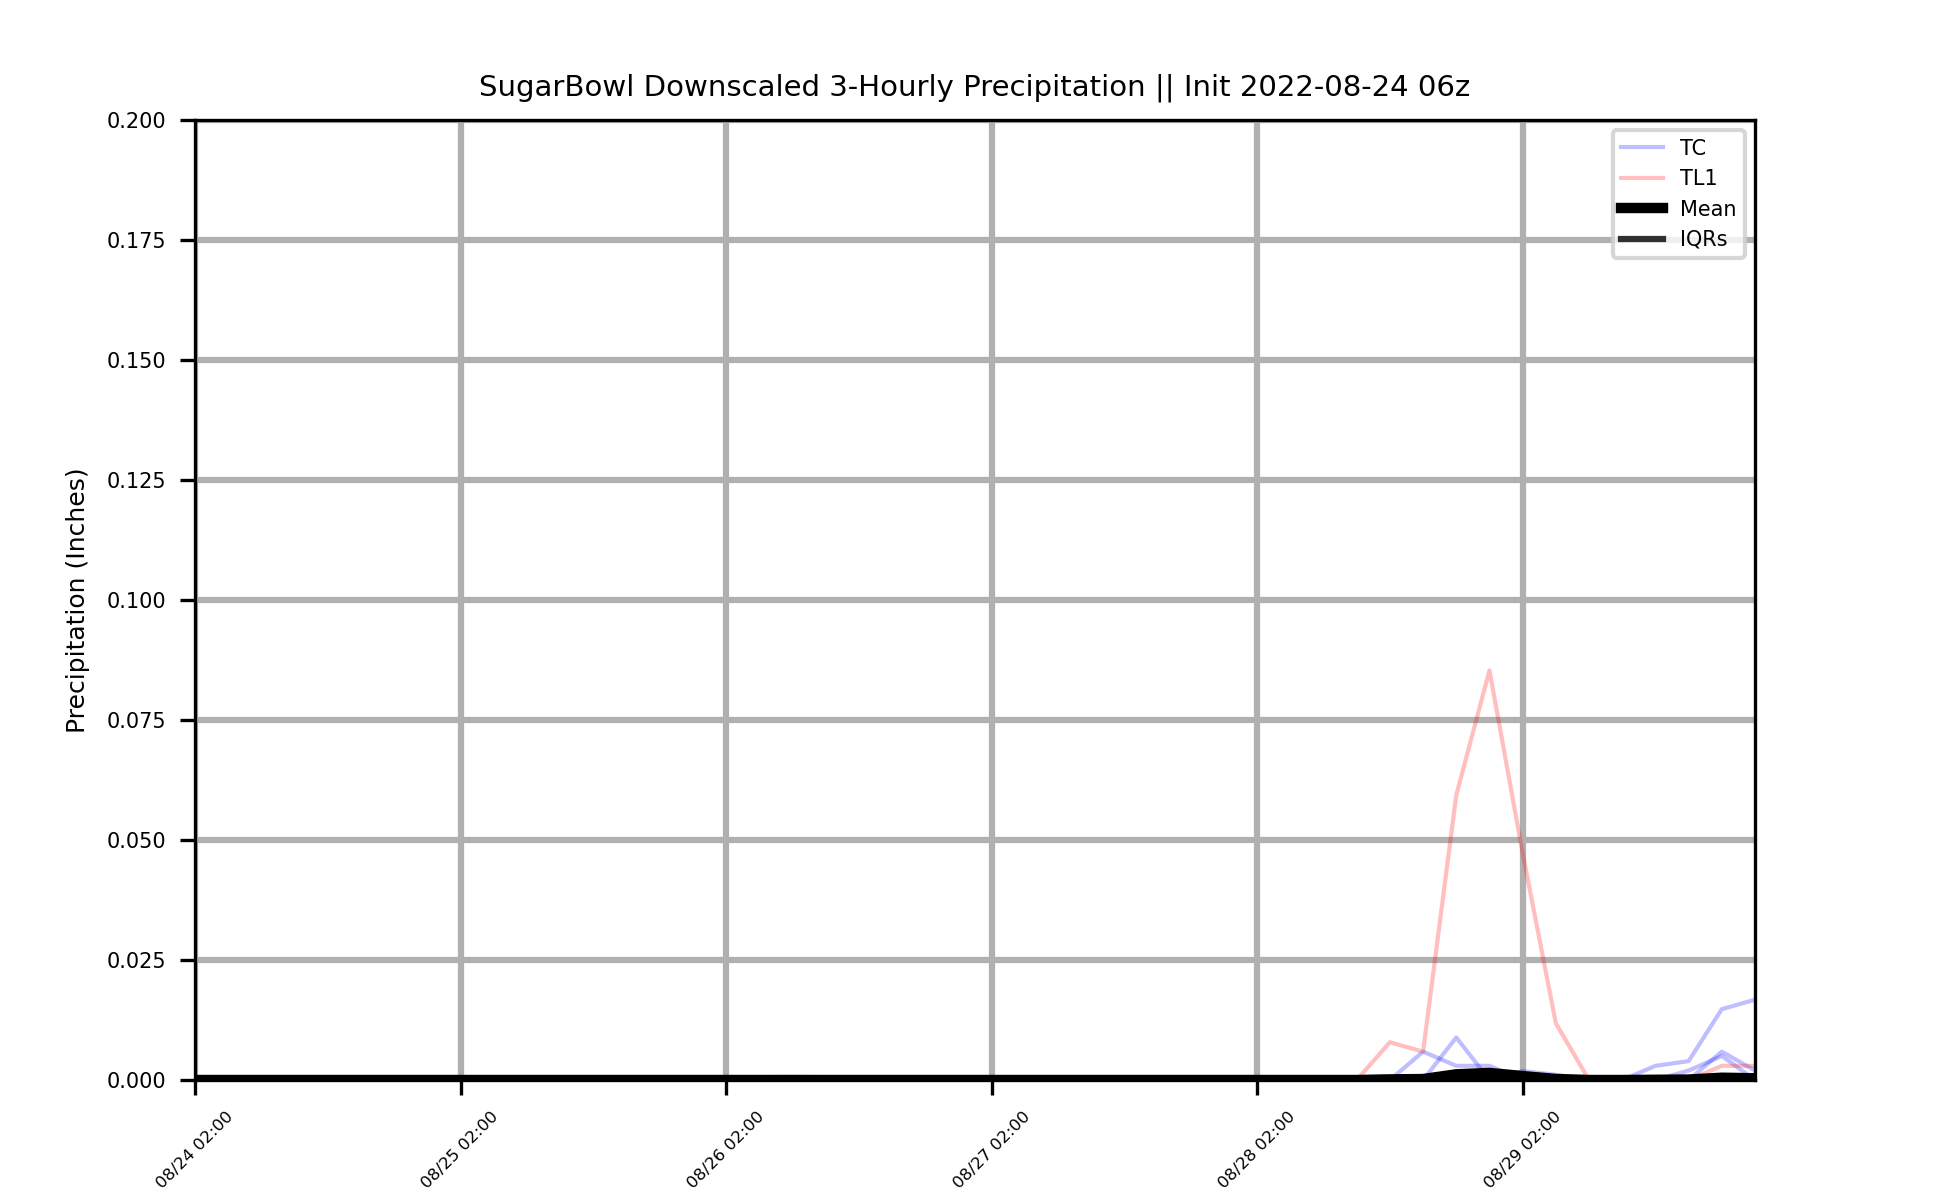 SugarBowl Downscaled 3-Hourly Precipitation || Init 2022-08-24 06z
TC
TL1
Mean
IQRs
Precipitation (Inches)
0.200
0.175
0.150
0.125
0.100
0.075
0.050
0.025
0.000
08/24 02:00
08/25 02:00
08/26 02:00
08/27 02:00
08/28 02:00
08/29 02:00